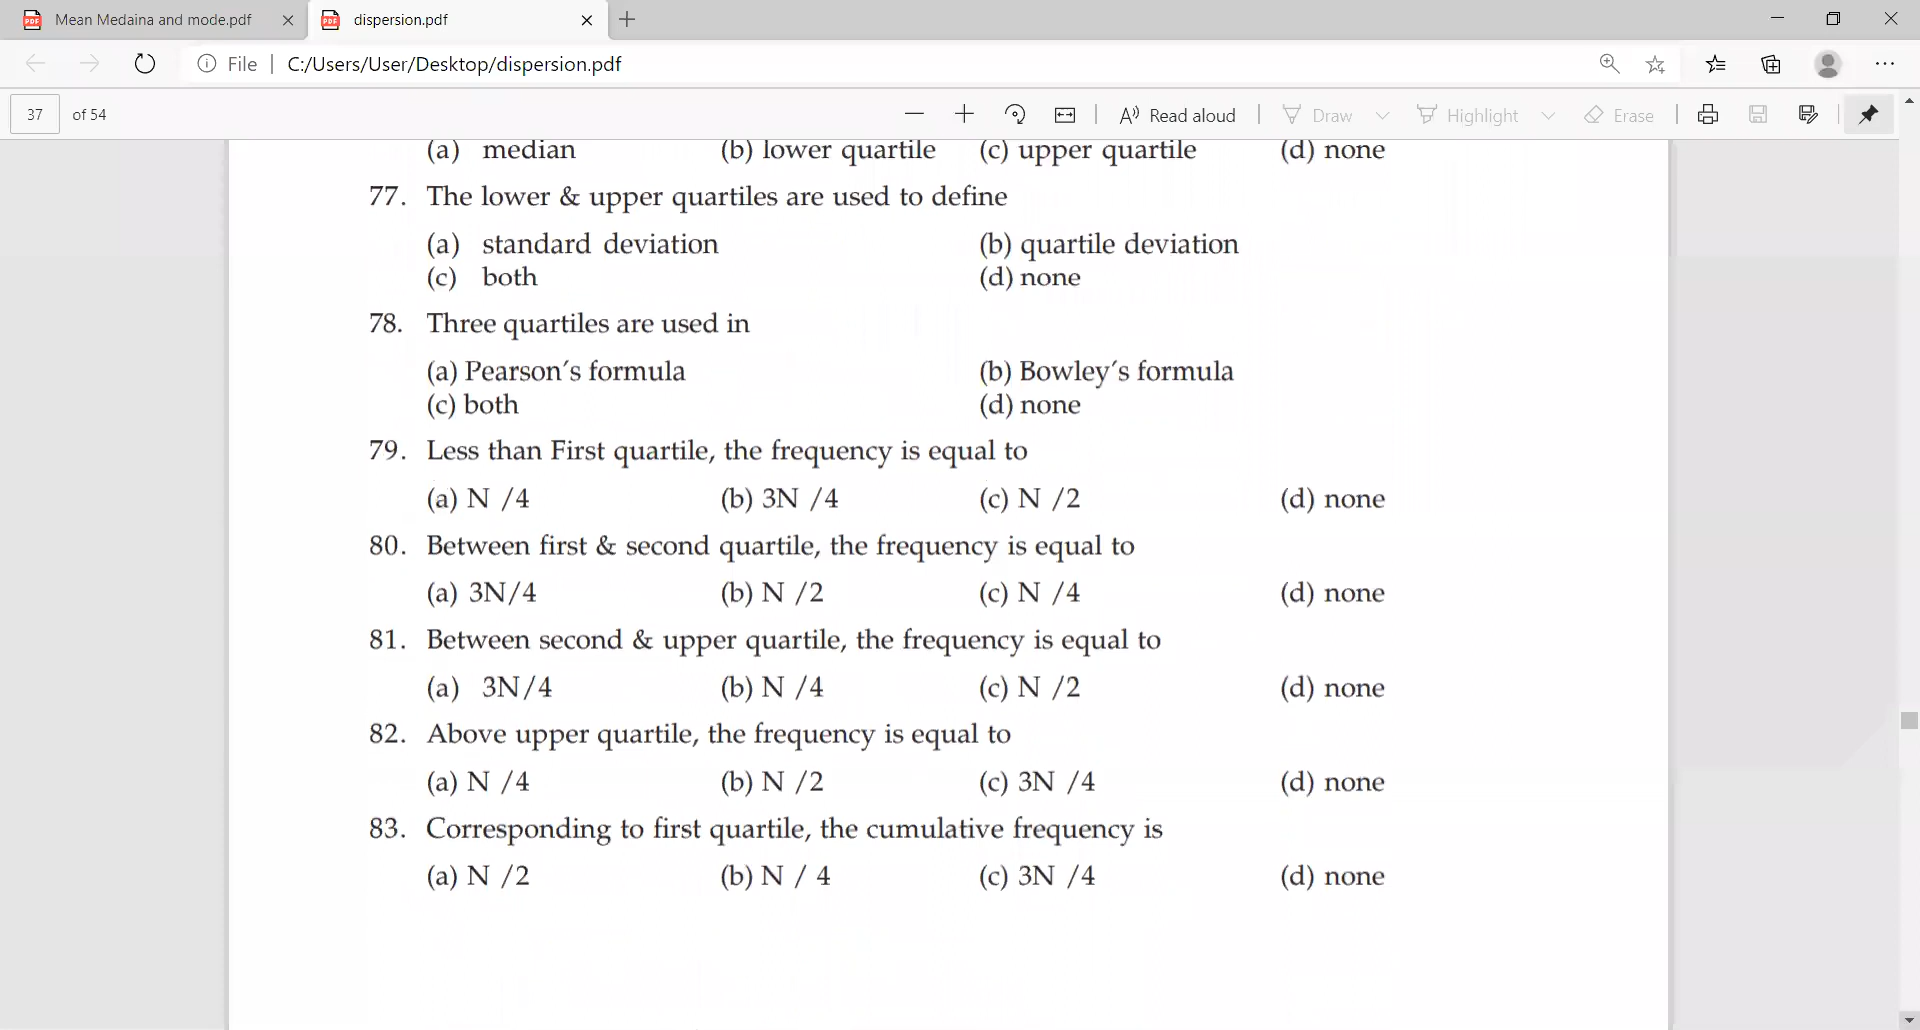 Mean Medaina and mode.pdf
dispersion.pdf
File
C:/Users/User/Desktop/dispersion.pdf
37 of 54
Read aloud
Draw
Highlight
Erase
(a) median (b) lower quartile (c) upper quartile (d) none
77. The lower & upper quartiles are used to define
(a) standard deviation (b) quartile deviation
(c) both (d) none
78. Three quartiles are used in
(a) Pearson's formula (b) Bowley's formula
(c) both (d) none
79. Less than First quartile, the frequency is equal to
(a) N /4 (b) 3N /4 (c) N /2 (d) none
80. Between first & second quartile, the frequency is equal to
(a) 3N/4 (b) N /2 (c) N /4 (d) none
81. Between second & upper quartile, the frequency is equal to
(a) 3N/4 (b) N /4 (c) N /2 (d) none
82. Above upper quartile, the frequency is equal to
(a) N /4 (b) N /2 (c) 3N /4 (d) none
83. Corresponding to first quartile, the cumulative frequency is
(a) N /2 (b) N / 4 (c) 3N /4 (d) none